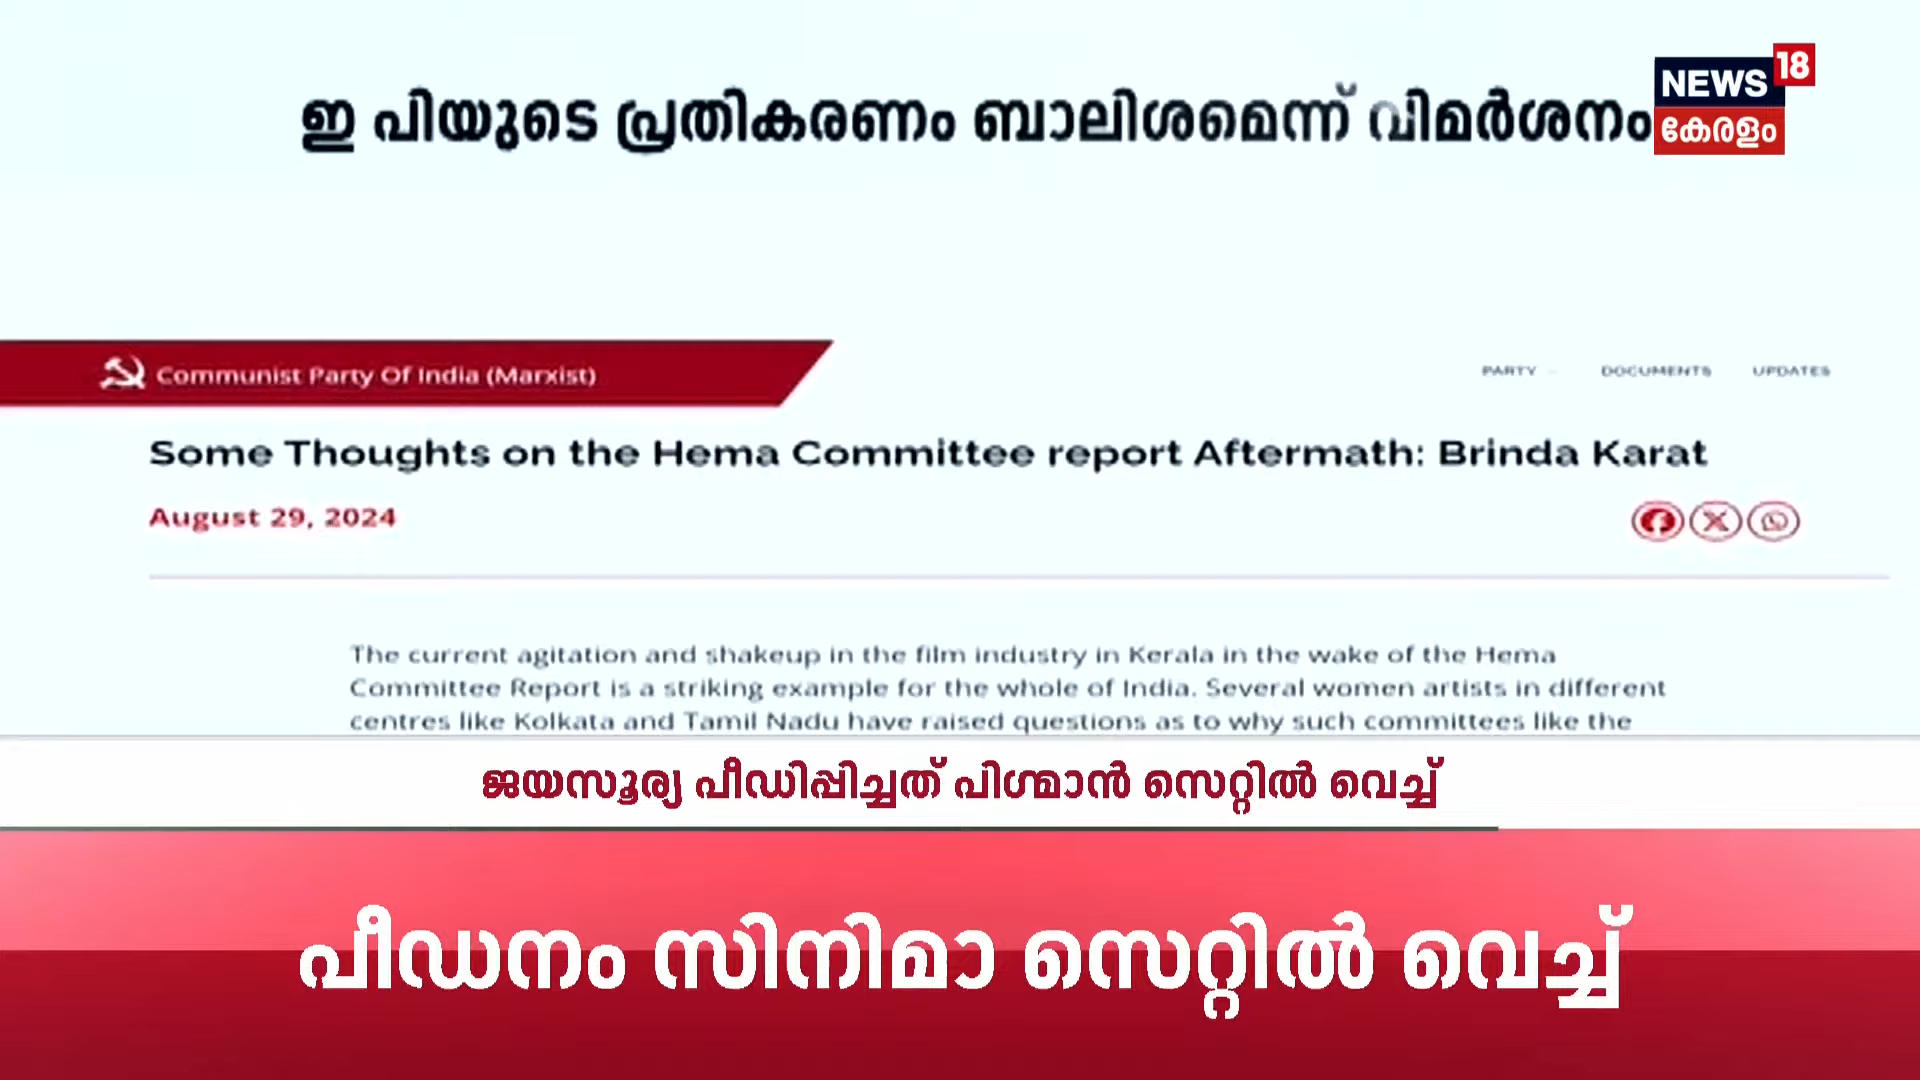 ഇ പിയുടെ പ്രതികരണം ബാലിശമെന്ന് വിമർശനം
NEWS 18
കേരളം
Communist Party Of India (Marxist)
PARTY DOCUMENTS UPDATES
Some Thoughts on the Hema Committee report Aftermath: Brinda Karat
August 29, 2024
The current agitation and shakeup in the film industry in Kerala in the wake of the Hema
Committee Report is a striking example for the whole of India. Several women artists in different
centres like Kolkata and Tamil Nadu have raised questions as to why such committees like the
ജയസൂര്യ പീഡിപ്പിച്ചത് പിഗ്മാൻ സെറ്റിൽ വെച്ച്
പീഡനം സിനിമാ സെറ്റിൽ വെച്ച്